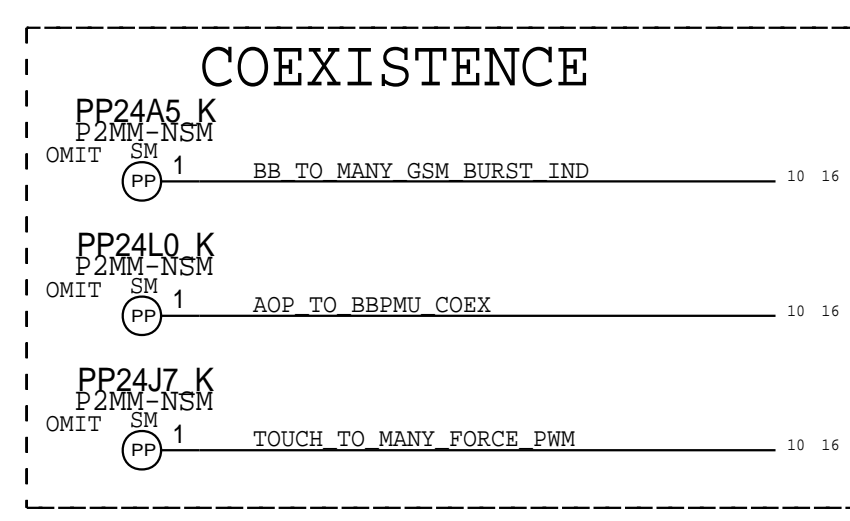 COEXISTENCE
PP24A5_K
P2MM-NSM
OMIT SM
PP 1 BB_TO_MANY_GSM_BURST_IND 10 16
PP24L0_K
P2MM-NSM
OMIT SM
PP 1 AOP_TO_BBPMU_COEX 10 16
PP24J7_K
P2MM-NSM
OMIT SM
PP 1 TOUCH_TO_MANY_FORCE_PWM 10 16